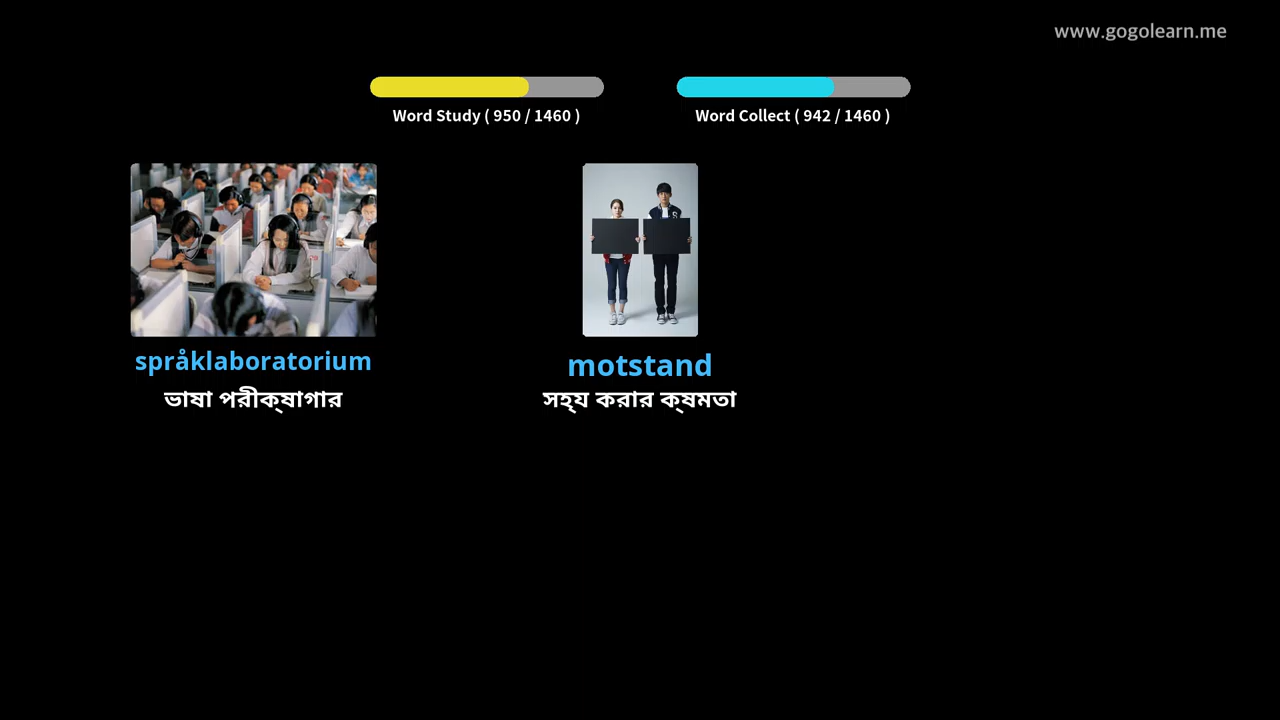 www.gogolearn.me
Word Study ( 950 / 1460 )
Word Collect ( 942 / 1460 )
språklaboratorium
motstand
ভাষা পরীক্ষাগার
সহ্য করার ক্ষমতা